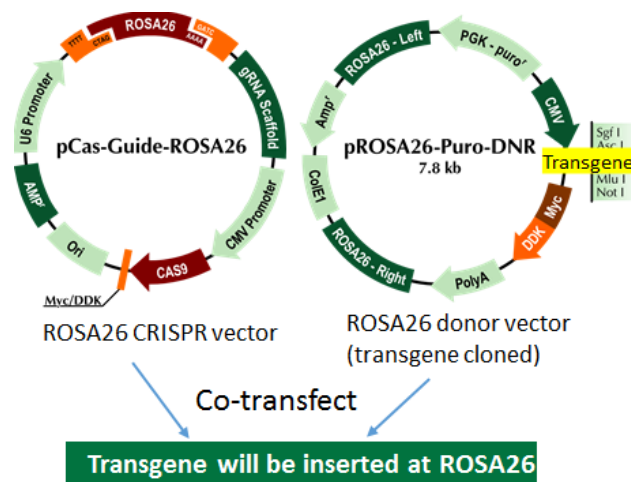 TTTT
CTAG
ROSA26
GATC
AAAA
gRNA Scaffold
CMV Promoter
CAS9
Myc/DDK
Ori
AMPr
U6 Promoter
pCas-Guide-ROSA26
ROSA26 - Left
PGK - puror
CMV
Sgf I
Asc I
Transgene
Mlu I
Not I
Myc
DDK
PolyA
ROSA26 - Right
ColE1
Ampr
pROSA26-Puro-DNR
7.8 kb
ROSA26 CRISPR vector
ROSA26 donor vector
(transgene cloned)
Co-transfect
Transgene will be inserted at ROSA26